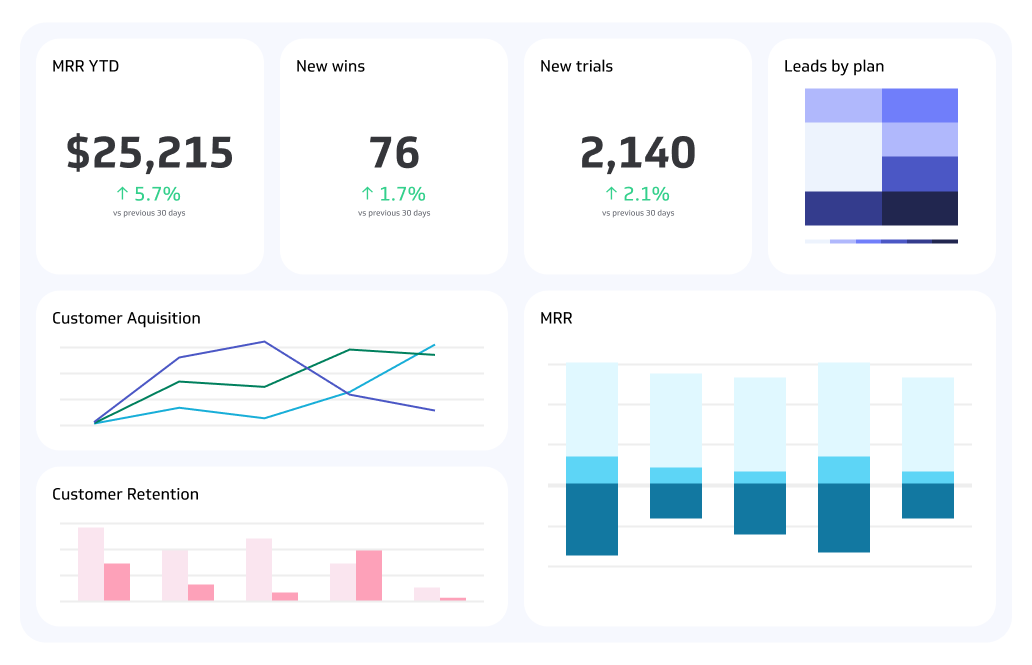 MRR YTD
$25,215
↑ 5.7%
vs previous 30 days
New wins
76
↑ 1.7%
vs previous 30 days
New trials
2,140
↑ 2.1%
vs previous 30 days
Leads by plan
Customer Aquisition
MRR
Customer Retention